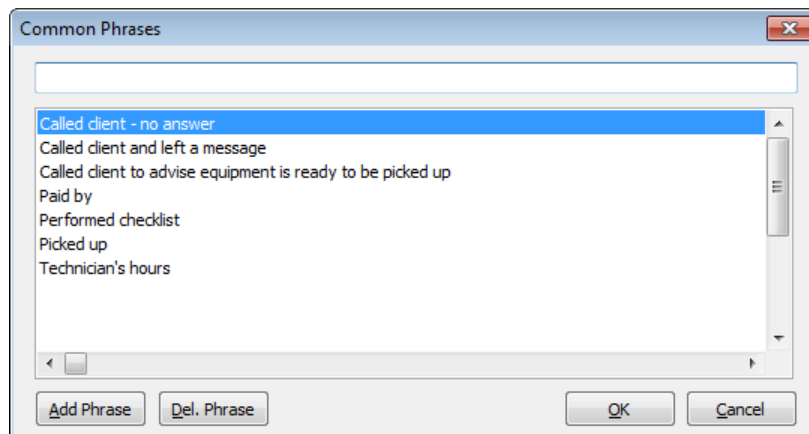 Common Phrases
Called client - no answer
Called client and left a message
Called client to advise equipment is ready to be picked up
Paid by
Performed checklist
Picked up
Technician's hours
Add Phrase Del. Phrase OK Cancel